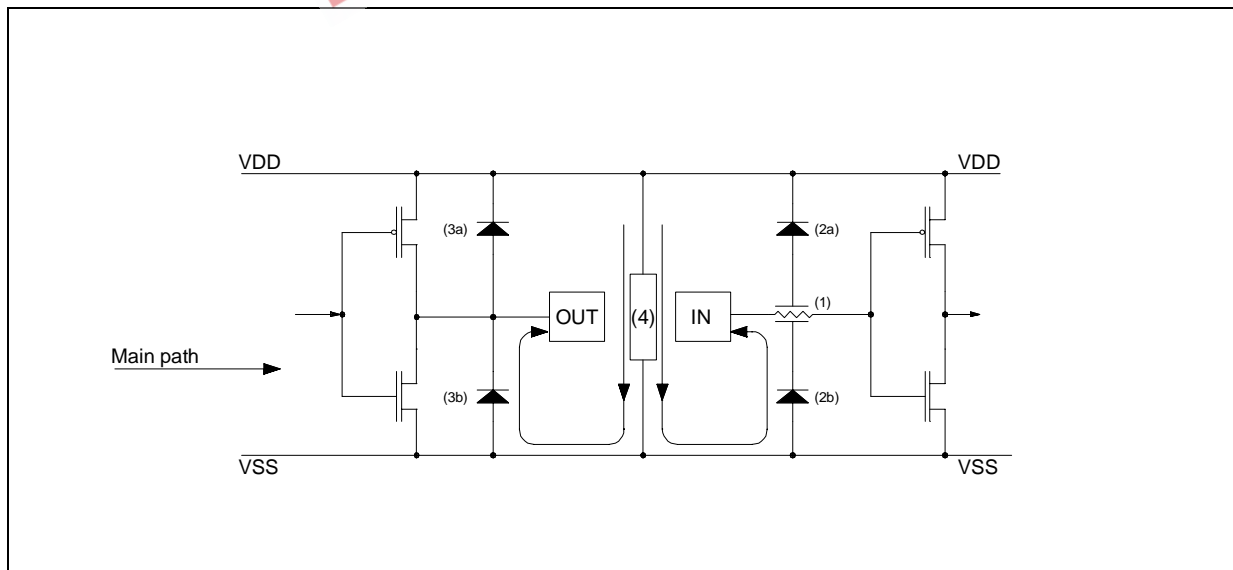 VDD VDD
(3a) (2a)
(1)
OUT (4) IN
Main path
(3b) (2b)
VSS VSS